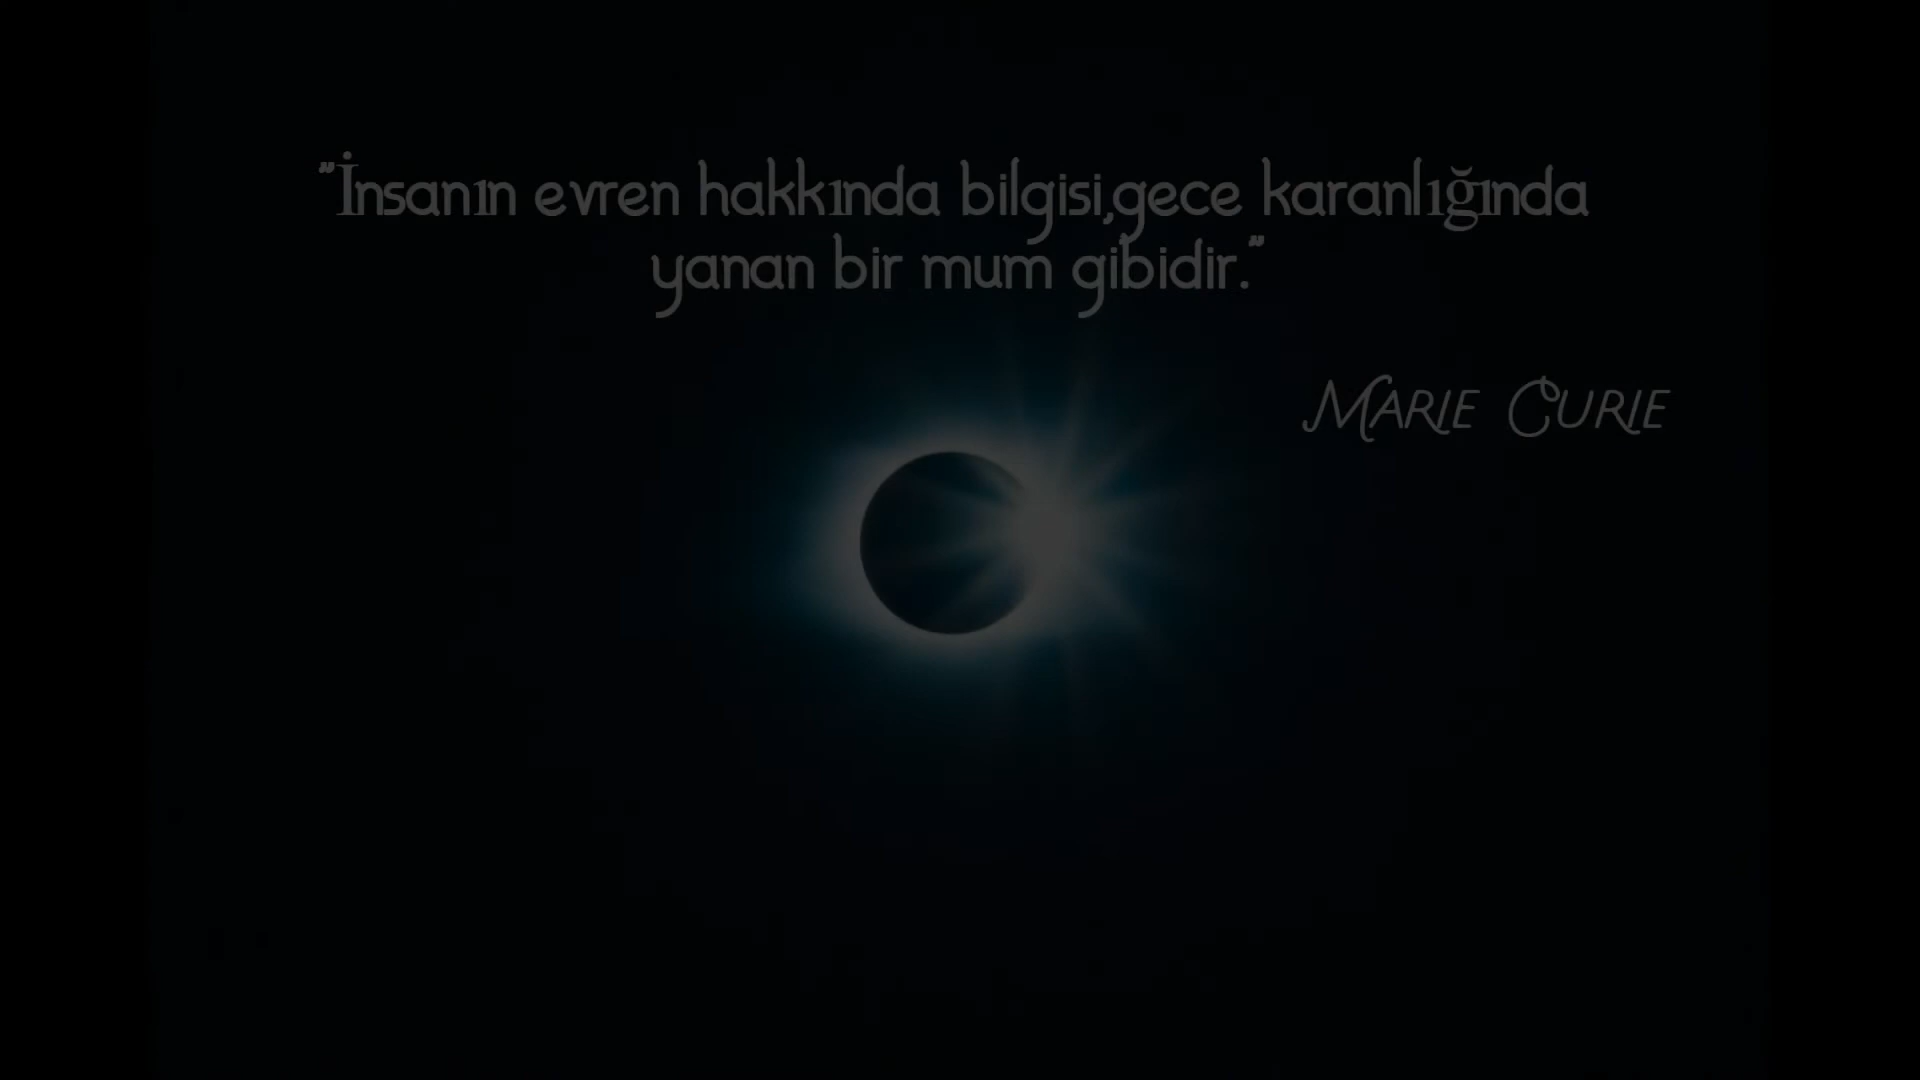 "İnsanın evren hakkında bilgisi,gece karanlığında
yanan bir mum gibidir."
MARIE CURIE